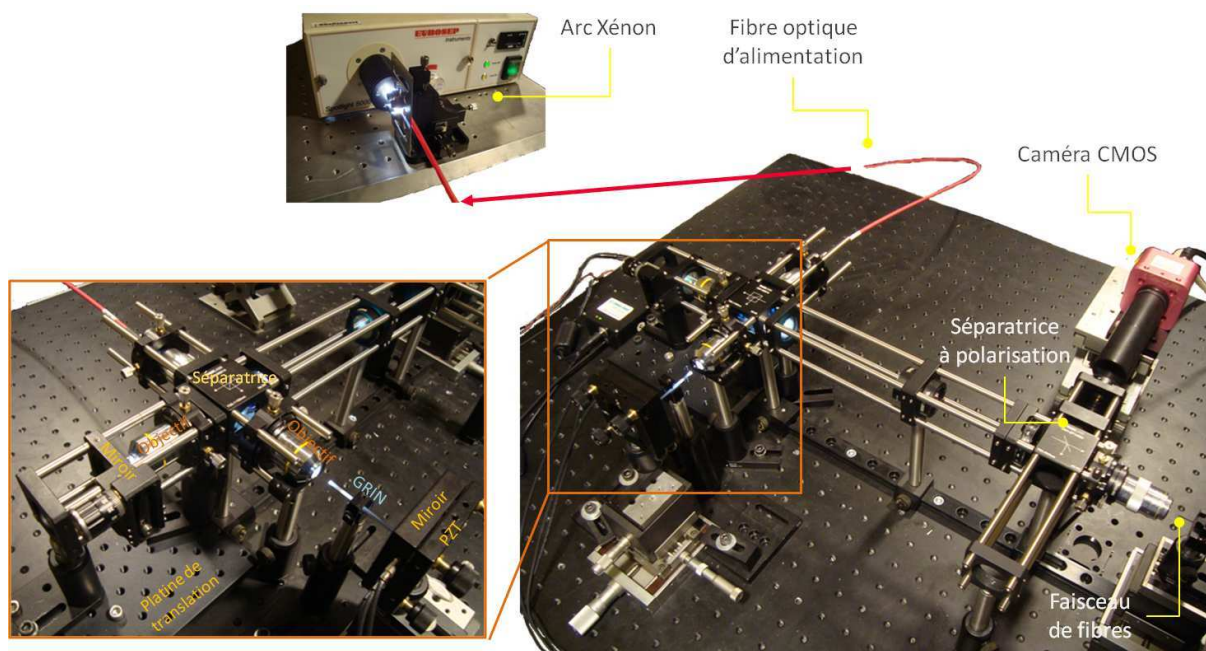 Arc Xénon
Fibre optique
d'alimentation
EUROSEP
Instruments
Caméra CMOS
Séparatrice
à polarisation
Séparatrice
Objectif
Miroir
Objectif
GRIN
Miroir
PZT
Platine de
translation
Faisceau
de fibres